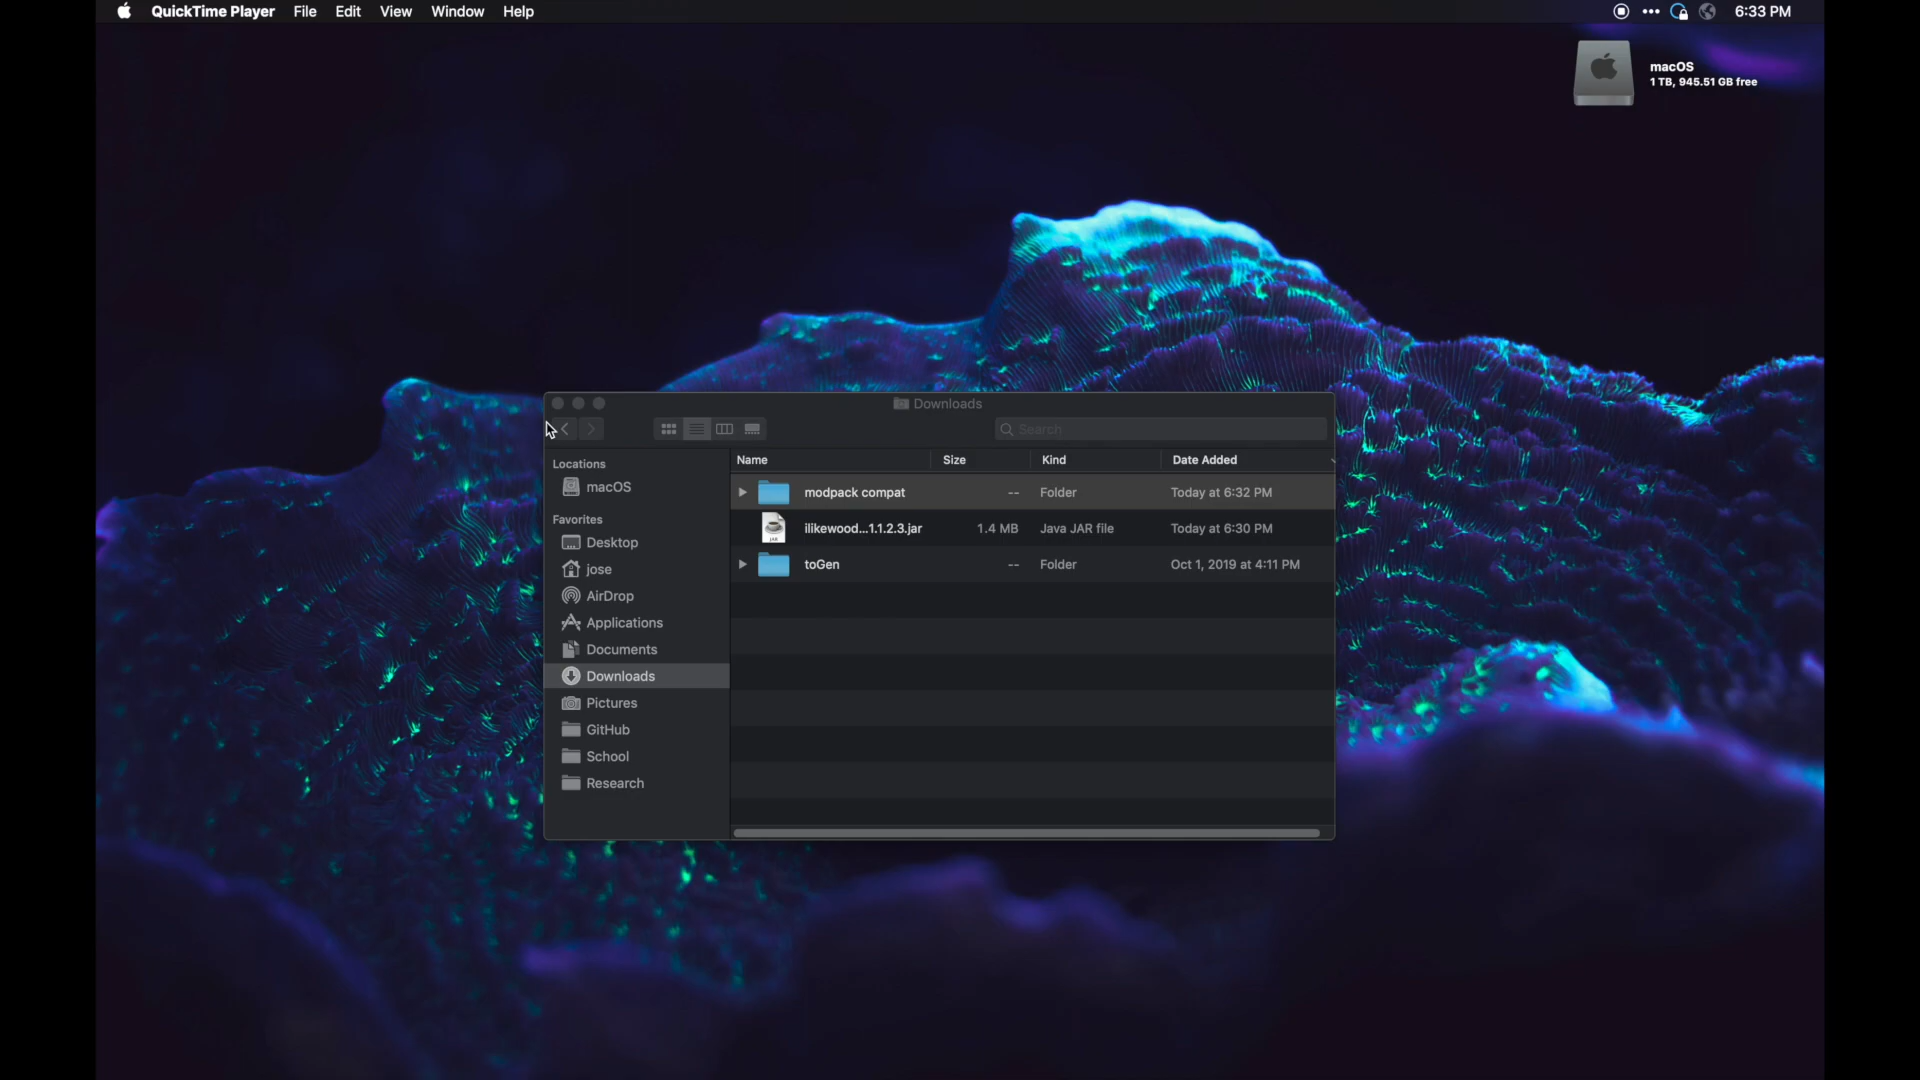 QuickTime Player File Edit View Window Help 6:33 PM
macOS
1 TB, 945.51 GB free
Downloads
Search
Locations
macOS
Favorites
Desktop
jose
AirDrop
Applications
Documents
Downloads
Pictures
GitHub
School
Research
Name Size Kind Date Added
modpack compat -- Folder Today at 6:32 PM
ilikewood...1.1.2.3.jar 1.4 MB Java JAR file Today at 6:30 PM
JAR
toGen -- Folder Oct 1, 2019 at 4:11 PM